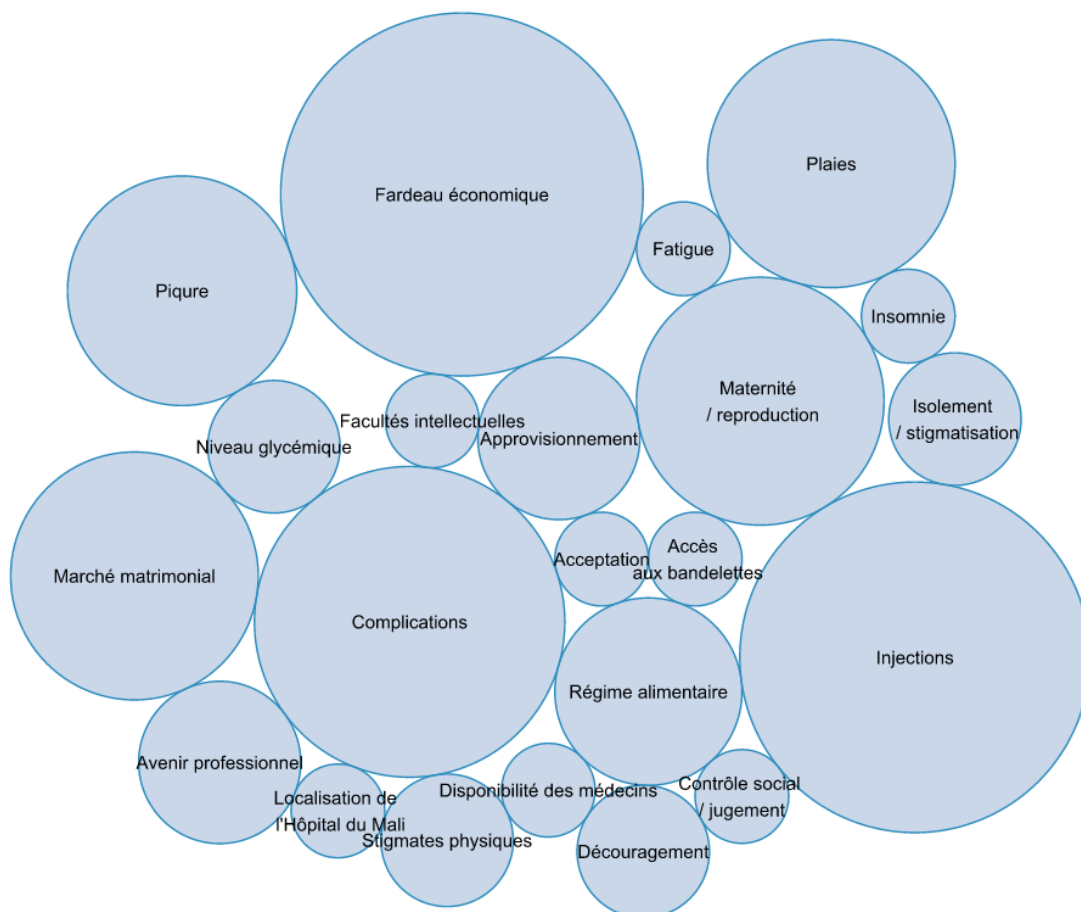 Plaies
Fardeau économique
Fatigue
Piqure
Insomnie
Maternité
/ reproduction
Isolement
/ stigmatisation
Facultés intellectuelles
Approvisionnement
Niveau glycémique
Accès
aux bandelettes
Acceptation
Marché matrimonial
Complications
Injections
Régime alimentaire
Avenir professionnel
Disponibilité des médecins
Contrôle social
/ jugement
Localisation de
l'Hôpital du Mali
Stigmates physiques
Découragement